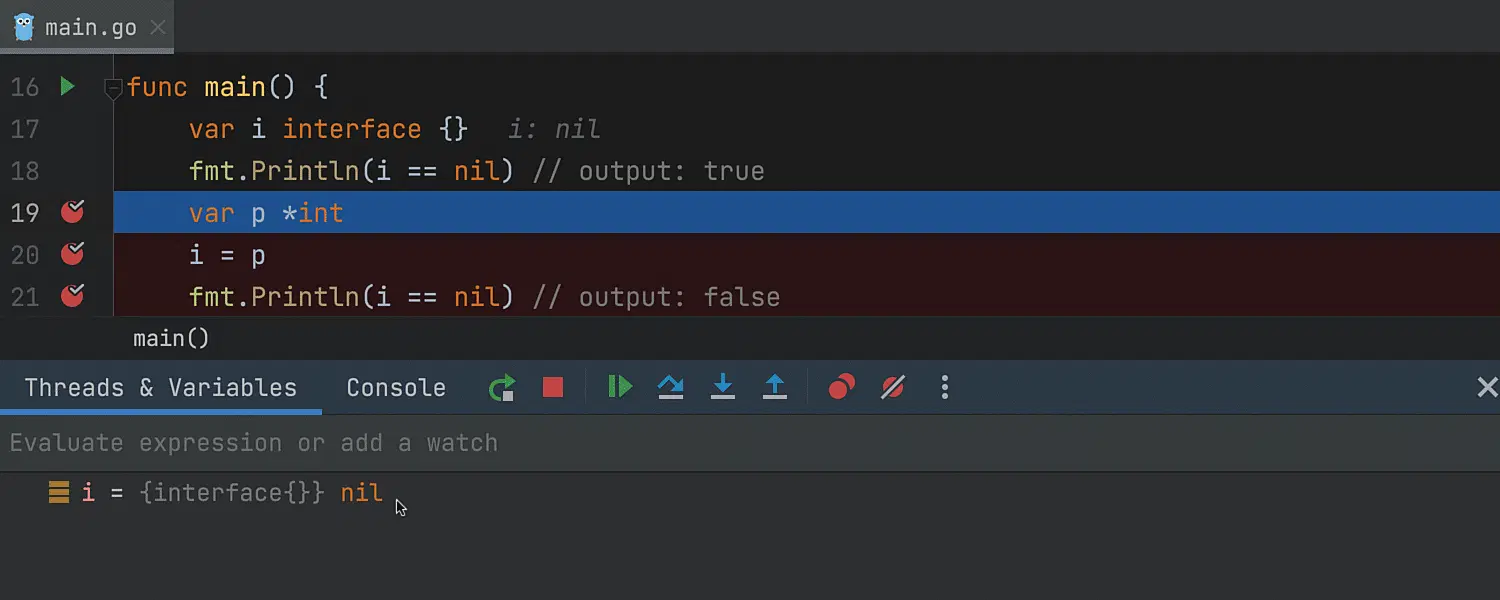 main.go
16 func main() {
17 var i interface {} i: nil
18 fmt.Println(i == nil) // output: true
19 var p *int
20 i = p
21 fmt.Println(i == nil) // output: false
main()
Threads & Variables Console
Evaluate expression or add a watch
i = {interface{}} nil